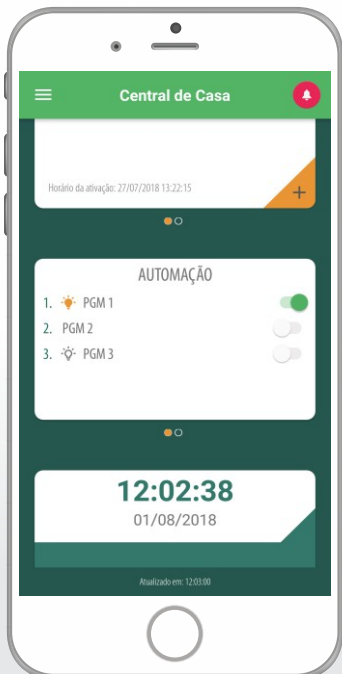 Central de Casa
Horário da ativação: 27/07/2018 13:22:15
+
AUTOMAÇÃO
1. PGM 1
2. PGM 2
3. PGM 3
12:02:38
01/08/2018
Atualizado em: 12:03:00